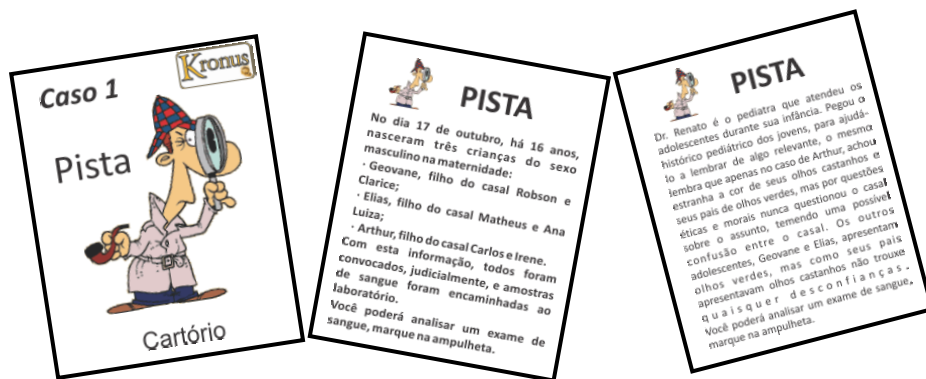 Caso 1
Kronus
Pista
Cartório
PISTA
No dia 17 de outubro, há 16 anos,
nasceram três crianças do sexo
masculino na maternidade:
· Geovane, filho do casal Robson e
Clarice;
· Elias, filho do casal Matheus e Ana
Luiza;
· Arthur, filho do casal Carlos e Irene.
Com esta informação, todos foram
convocados, judicialmente, e amostras
de sangue foram encaminhadas ao
laboratório.
Você poderá analisar um exame de
sangue, marque na ampulheta.
PISTA
Dr. Renato é o pediatra que atendeu os
adolescentes durante sua infância. Pegou o
histórico pediátrico dos jovens, para ajudá-
lo a lembrar de algo relevante, o mesmo
lembra que apenas no caso de Arthur, achou
estranha a cor de seus olhos castanhos e
seus pais de olhos verdes, mas por questões
éticas e morais nunca questionou o casal
sobre o assunto, temendo uma possível
confusão entre o casal. Os outros
adolescentes, Geovane e Elias, apresentam
olhos verdes, mas como seus pais
apresentavam olhos castanhos não trouxe
quaisquer desconfianças.
Você poderá analisar um exame de sangue,
marque na ampulheta.